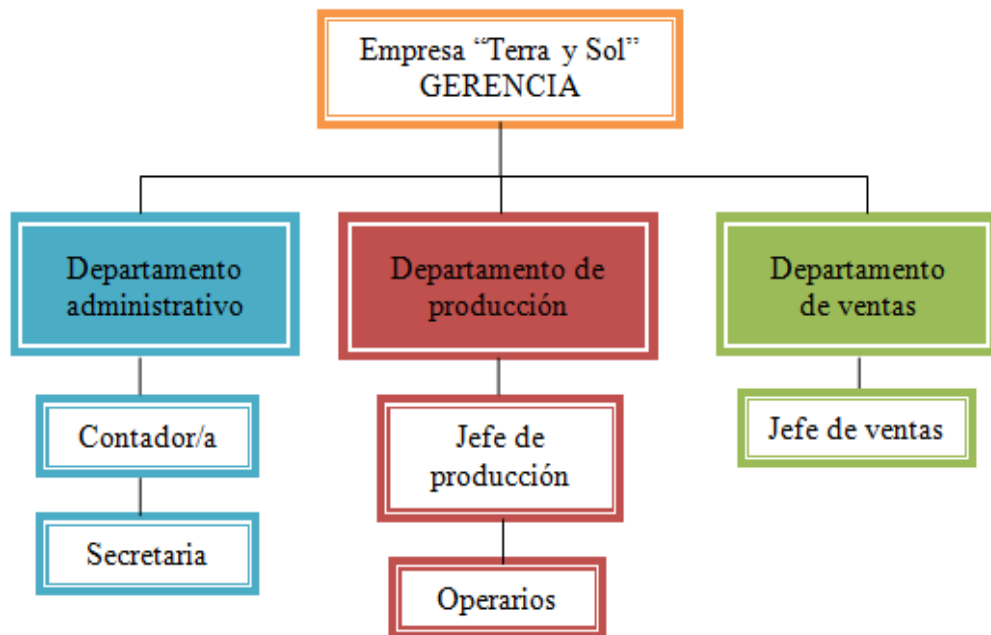 Empresa “Terra y Sol”
GERENCIA
Departamento
administrativo
Departamento de
producción
Departamento
de ventas
Contador/a
Jefe de
producción
Jefe de ventas
Secretaria
Operarios